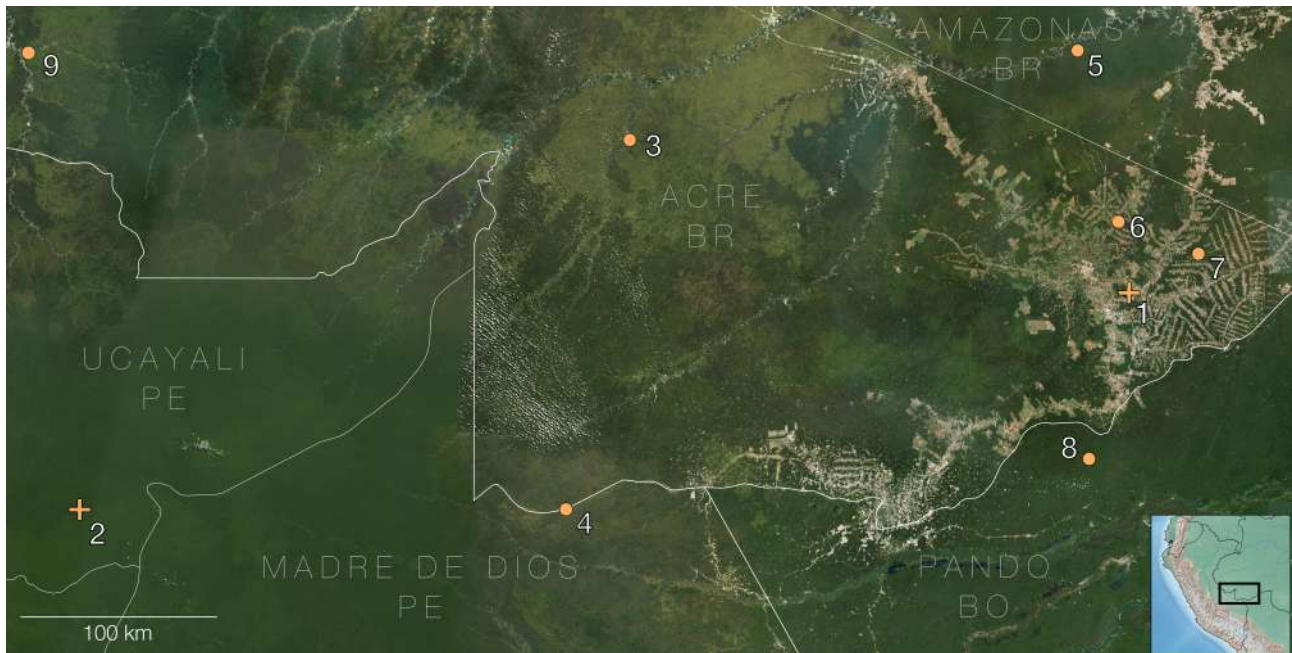 AMAZONAS
BR
9
5
3
ACRE
BR
6
7
1
UCAYALI
PE
8
2
4
MADRE DE DIOS
PE
PANDO
BO
100 km